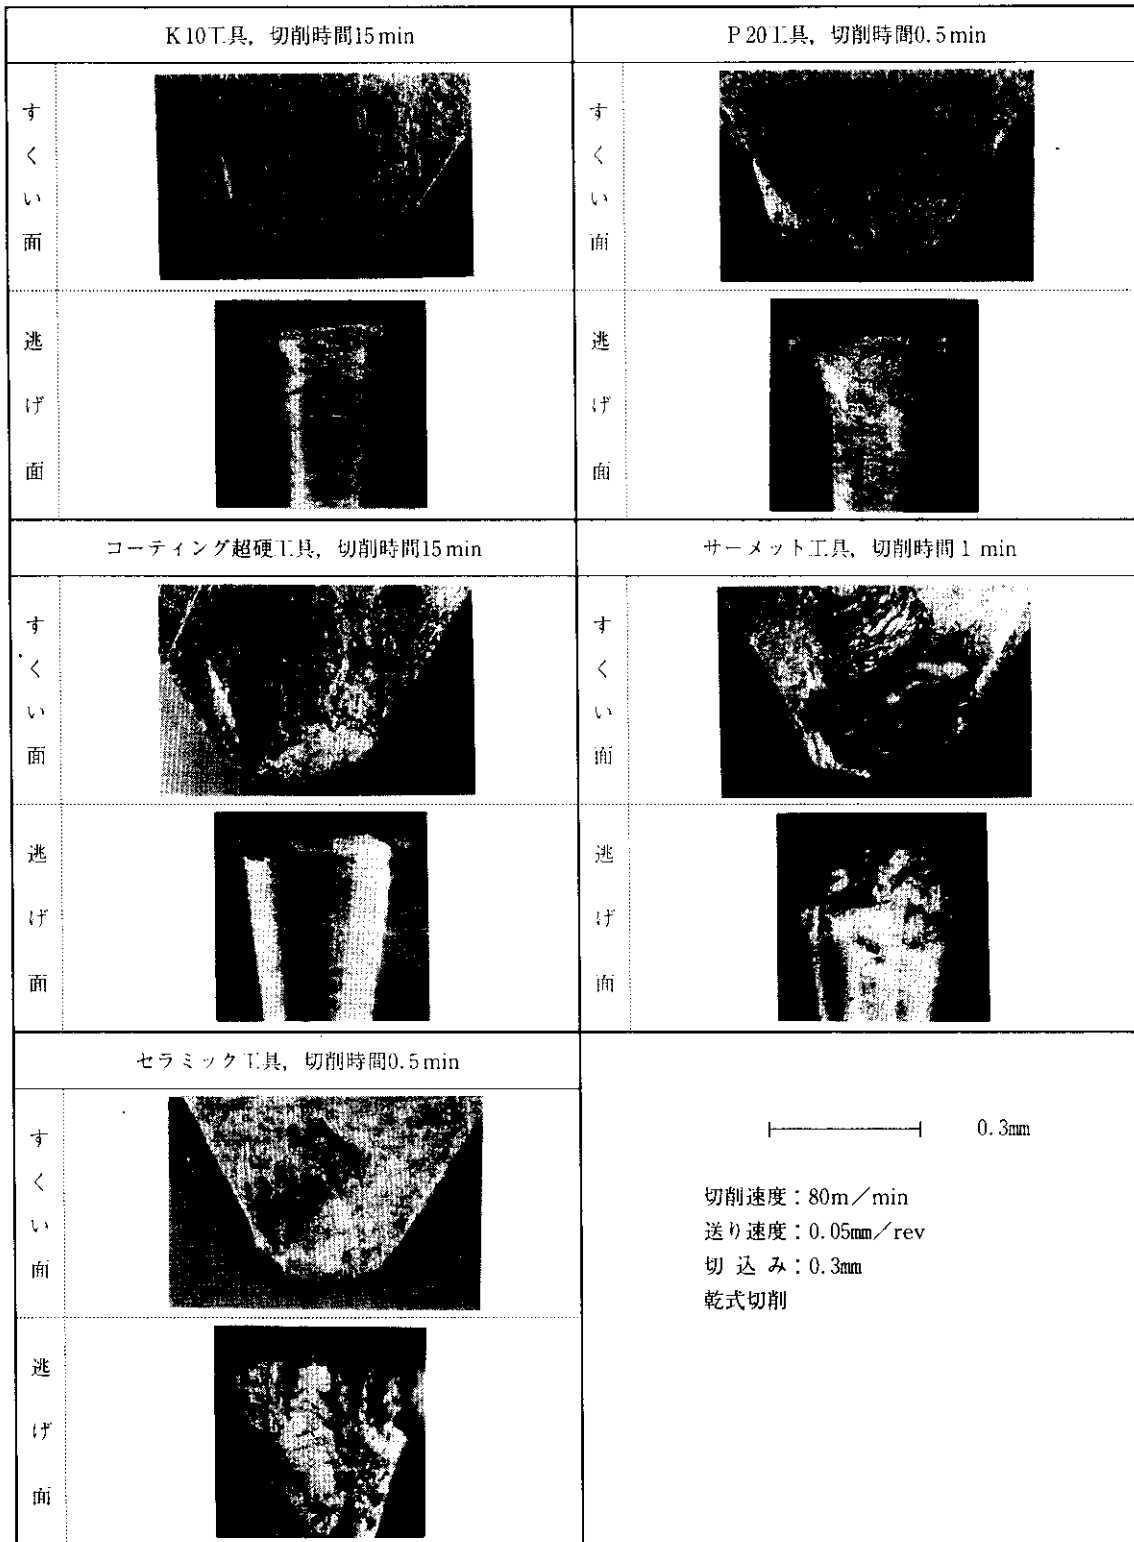 K10工具，切削時間15min
すくい面
逃げ面
P20工具，切削時間0.5min
すくい面
逃げ面
コーティング超硬工具，切削時間15min
すくい面
逃げ面
サーメット工具，切削時間1min
すくい面
逃げ面
セラミック工具，切削時間0.5min
すくい面
逃げ面
0.3mm
切削速度：80m／min
送り速度：0.05mm／rev
切込み：0.3mm
乾式切削